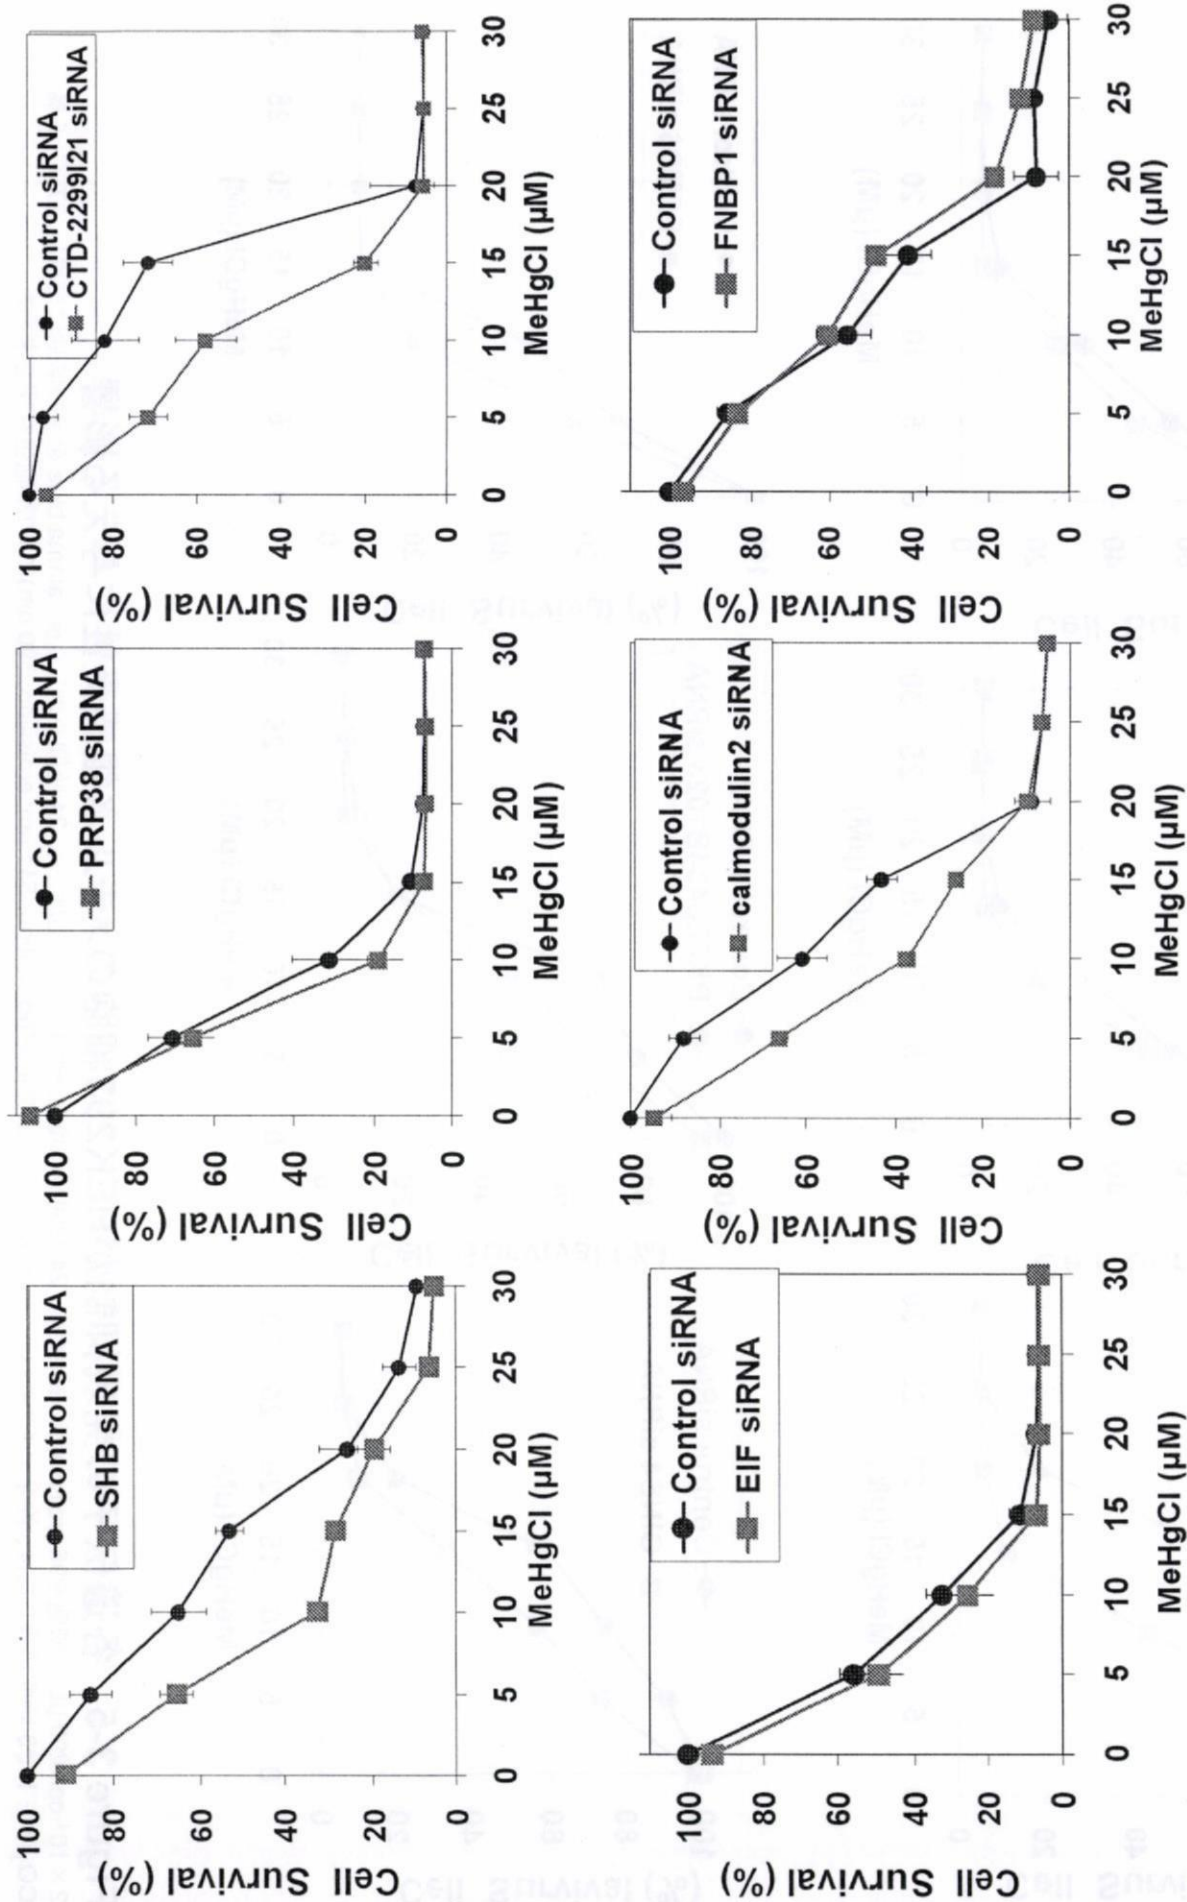 Control siRNA
SHB siRNA
Cell Survival (%)
100
80
60
40
20
0
0 5 10 15 20 25 30
MeHgCl (µM)
Control siRNA
PRP38 siRNA
Cell Survival (%)
100
80
60
40
20
0
0 5 10 15 20 25 30
MeHgCl (µM)
Control siRNA
CTD-2299I21 siRNA
Cell Survival (%)
100
80
60
40
20
0
0 5 10 15 20 25 30
MeHgCl (µM)
Control siRNA
EIF siRNA
Cell Survival (%)
100
80
60
40
20
0
0 5 10 15 20 25 30
MeHgCl (µM)
Control siRNA
calmodulin2 siRNA
Cell Survival (%)
100
80
60
40
20
0
0 5 10 15 20 25 30
MeHgCl (µM)
Control siRNA
FNBP1 siRNA
Cell Survival (%)
100
80
60
40
20
0
0 5 10 15 20 25 30
MeHgCl (µM)